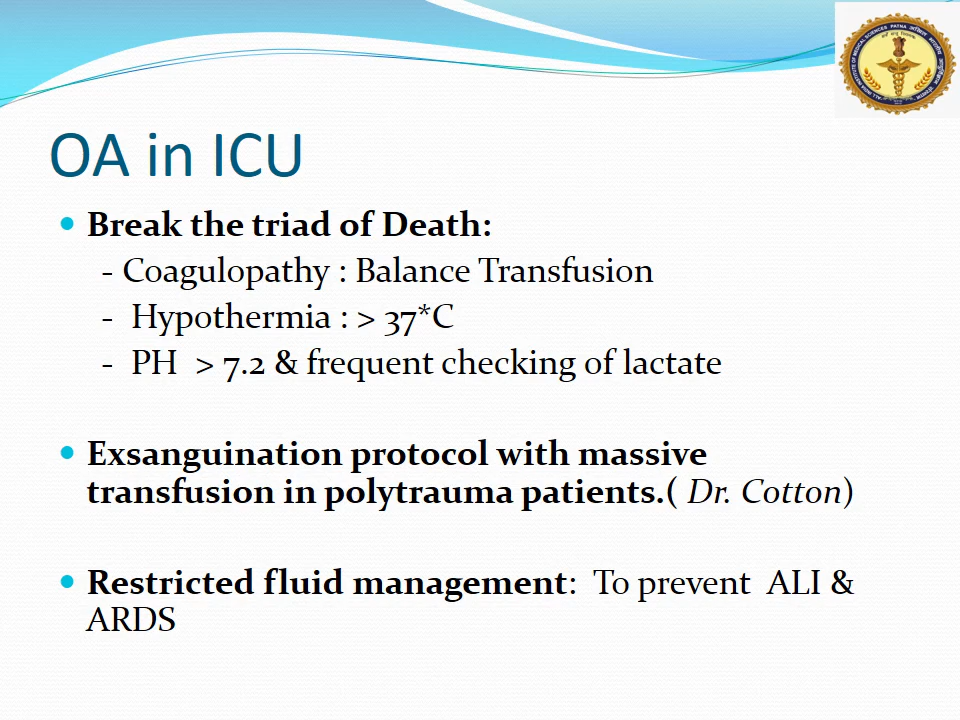 OA in ICU
• Break the triad of Death:
- Coagulopathy : Balance Transfusion
- Hypothermia : > 37*C
- PH > 7.2 & frequent checking of lactate
• Exsanguination protocol with massive
transfusion in polytrauma patients.( Dr. Cotton)
• Restricted fluid management: To prevent ALI &
ARDS